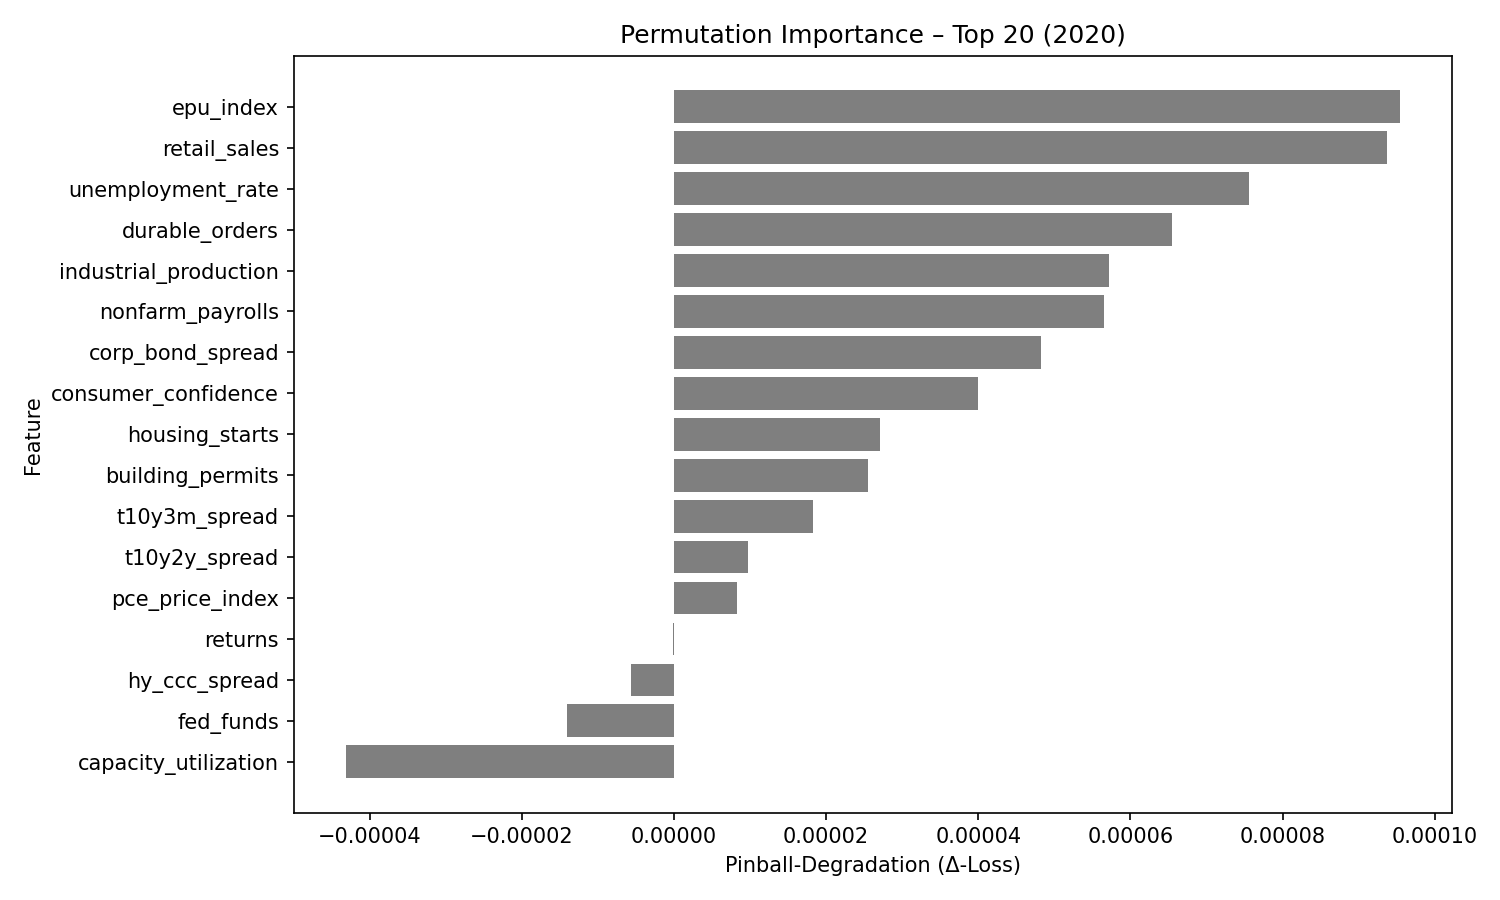 Permutation Importance – Top 20 (2020)
epu_index
retail_sales
unemployment_rate
durable_orders
industrial_production
nonfarm_payrolls
corp_bond_spread
consumer_confidence
housing_starts
building_permits
t10y3m_spread
t10y2y_spread
pce_price_index
returns
hy_ccc_spread
fed_funds
capacity_utilization
Feature
−0.00004 −0.00002 0.00000 0.00002 0.00004 0.00006 0.00008 0.00010
Pinball-Degradation (Δ-Loss)